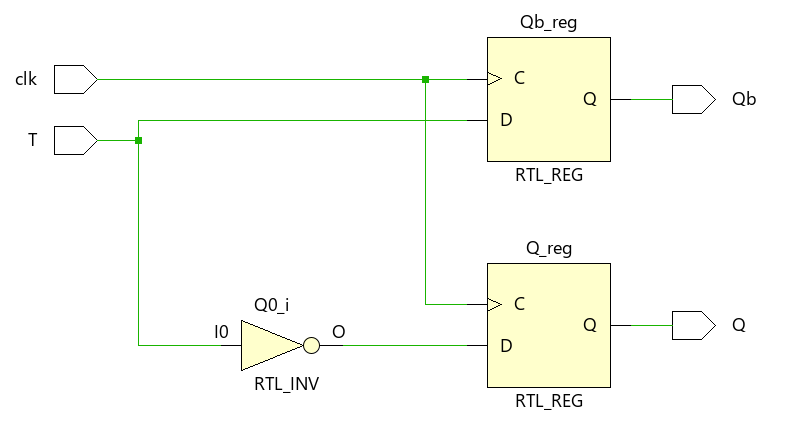 Qb_reg
clk
C
Q
Qb
D
T
RTL_REG
Q_reg
Q0_i
C
I0
O
Q
Q
D
RTL_INV
RTL_REG